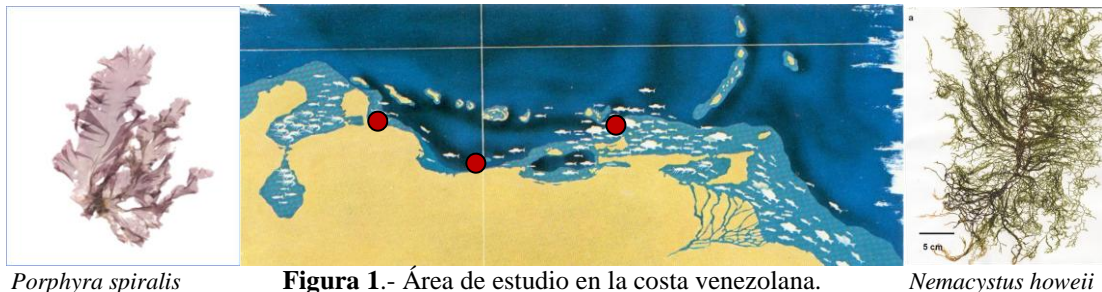 a
5 cm
Porphyra spiralis Figura 1.- Área de estudio en la costa venezolana. Nemacystus howeii